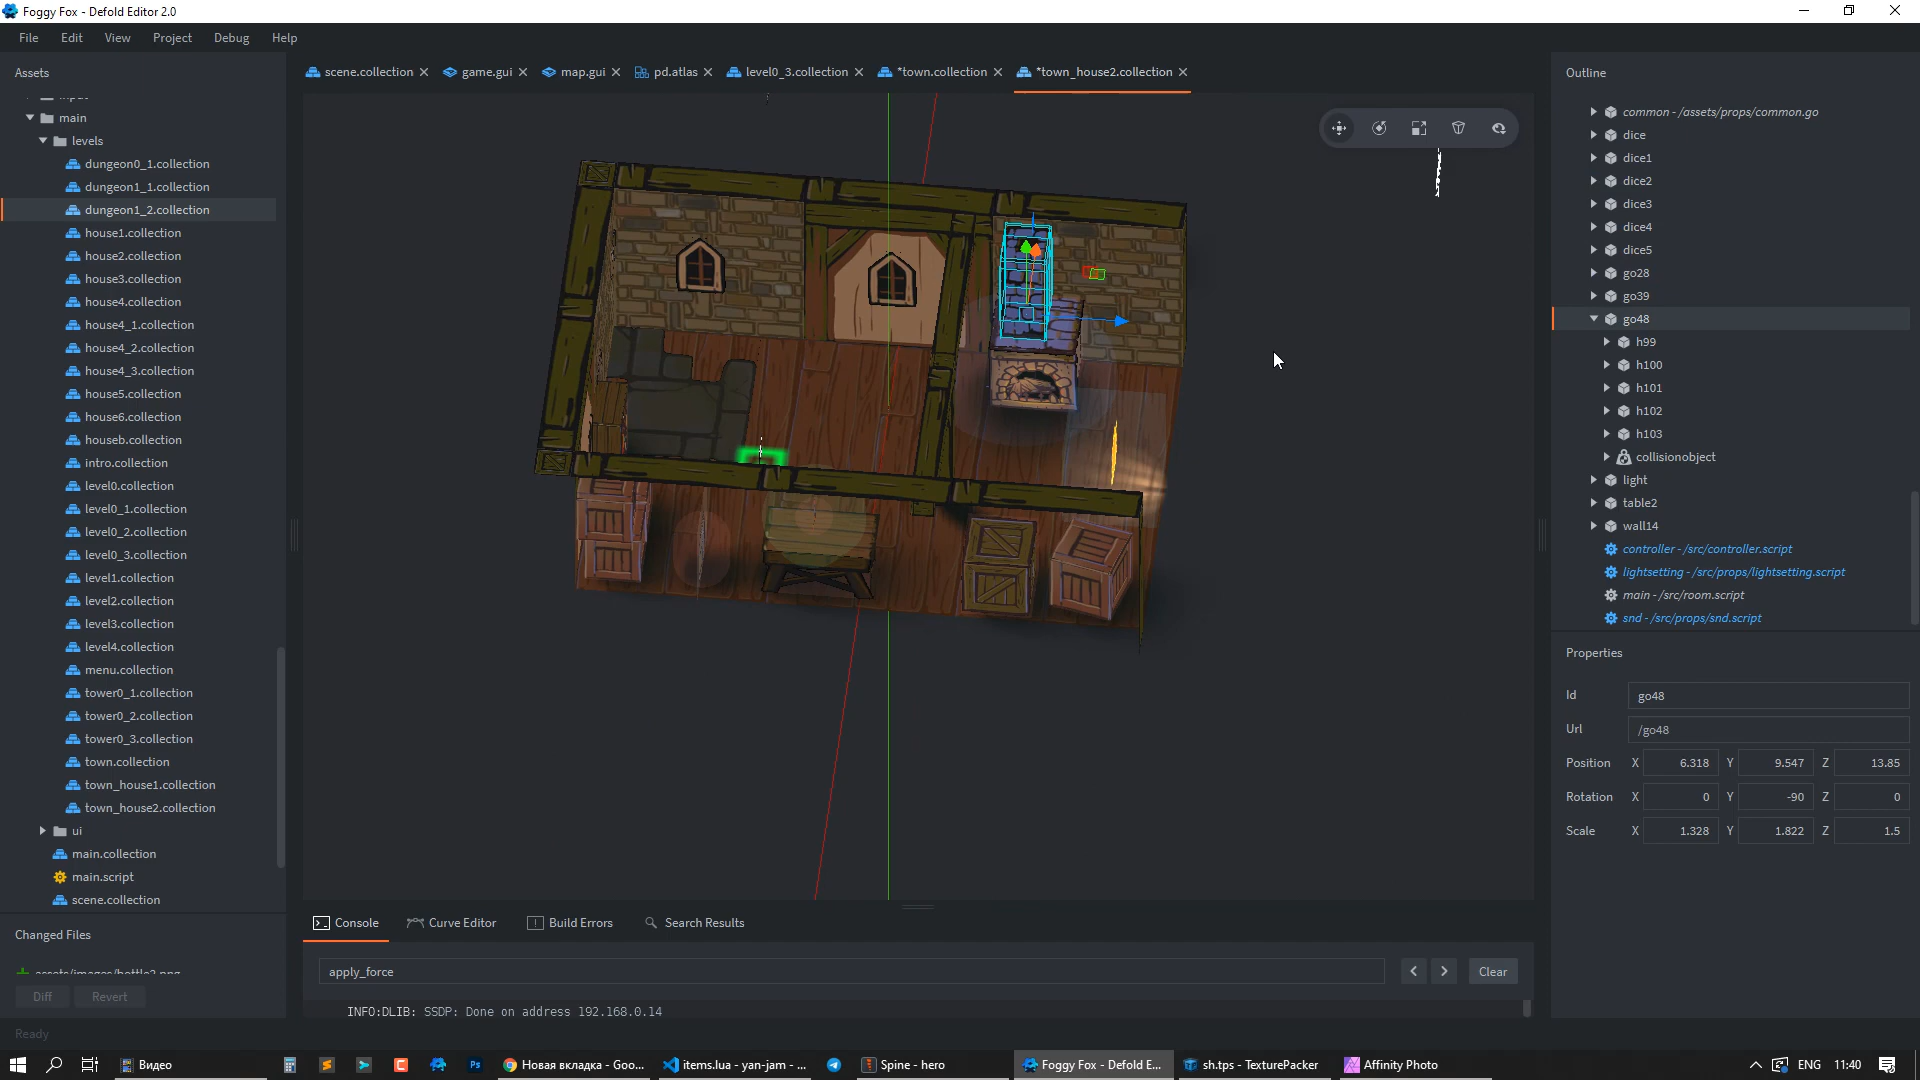 Foggy Fox - Defold Editor 2.0
File Edit View Project Debug Help
Assets
main
levels
dungeon0_1.collection
dungeon1_1.collection
dungeon1_2.collection
house1.collection
house2.collection
house3.collection
house4.collection
house4_1.collection
house4_2.collection
house4_3.collection
house5.collection
house6.collection
houseb.collection
intro.collection
level0.collection
level0_1.collection
level0_2.collection
level0_3.collection
level1.collection
level2.collection
level3.collection
level4.collection
menu.collection
tower0_1.collection
tower0_2.collection
tower0_3.collection
town.collection
town_house1.collection
town_house2.collection
ui
main.collection
main.script
scene.collection
Changed Files
assets/images/bottle2.png
Diff Revert
Ready
scene.collection game.gui map.gui pd.atlas level0_3.collection *town.collection *town_house2.collection
Console Curve Editor Build Errors Search Results
apply_force
Clear
INFO:DLIB: SSDP: Done on address 192.168.0.14
Outline
common - /assets/props/common.go
dice
dice1
dice2
dice3
dice4
dice5
go28
go39
go48
h99
h100
h101
h102
h103
collisionobject
light
table2
wall14
controller - /src/controller.script
lightsetting - /src/props/lightsetting.script
main - /src/room.script
snd - /src/props/snd.script
Properties
Id go48
Url /go48
Position X 6.318 Y 9.547 Z 13.85
Rotation X 0 Y -90 Z 0
Scale X 1.328 Y 1.822 Z 1.5
Видео
Ps
Новая вкладка - Goo...
items.lua - yan-jam - ...
Spine - hero
Foggy Fox - Defold E...
sh.tps - TexturePacker
Affinity Photo
ENG 11:40